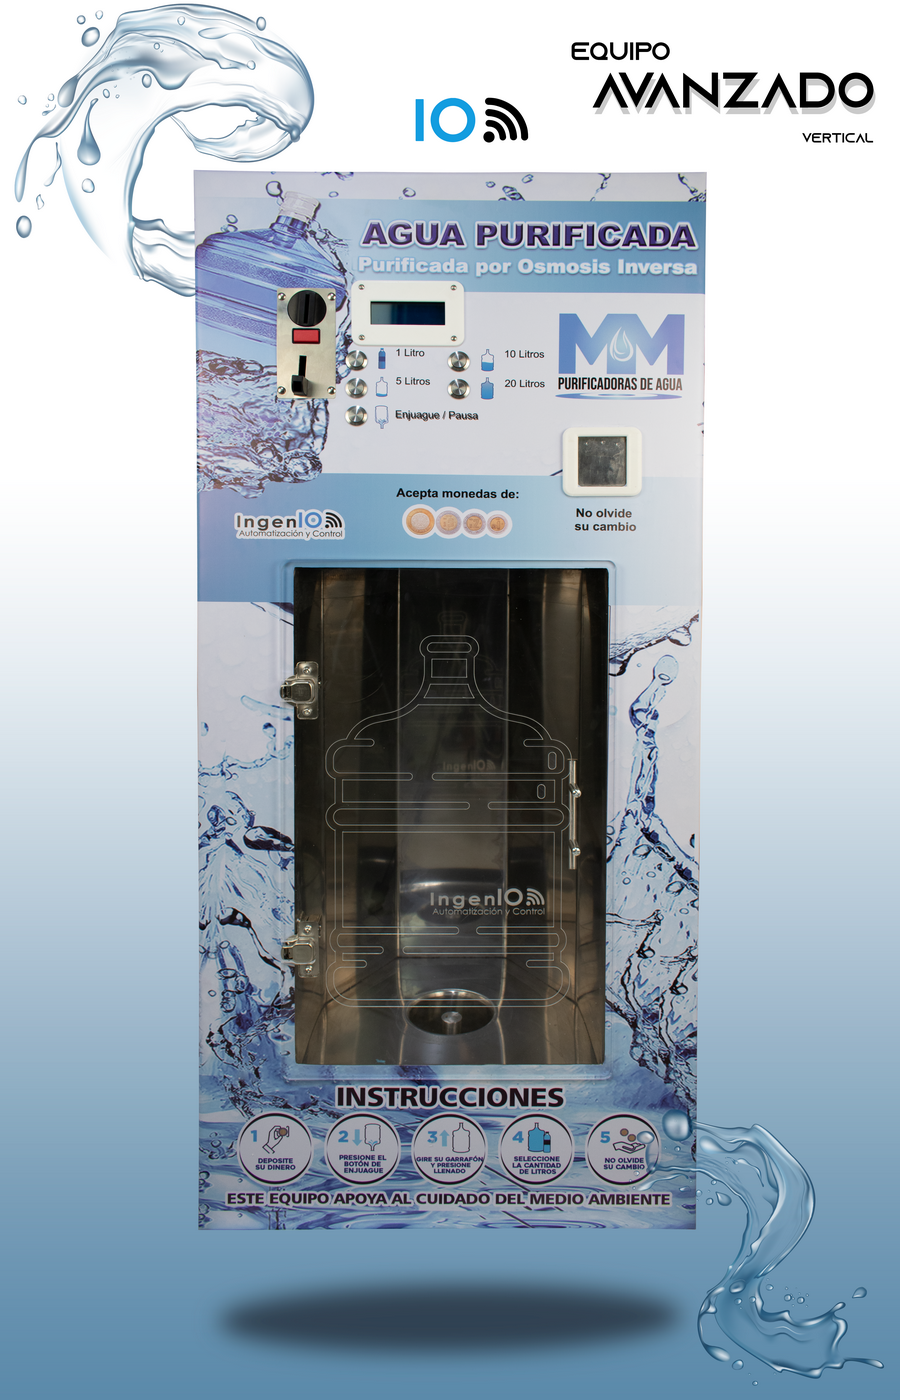 EQUIPO
AVANZADO
VERTICAL
IO
AGUA PURIFICADA
Purificada por Osmosis Inversa
1 Litro
10 Litros
5 Litros
20 Litros
Enjuague / Pausa
MM
PURIFICADORAS DE AGUA
Acepta monedas de:
No olvide
su cambio
IngenIO
Automatización y Control
IngenIO
Automatización y Control
INSTRUCCIONES
1
DEPOSITE
SU DINERO
2
PRESIONE EL
BOTÓN DE
ENJUAGUE
3
GIRE SU GARRAFÓN
Y PRESIONE
LLENADO
4
SELECCIONE
LA CANTIDAD
DE LITROS
5
NO OLVIDE
SU CAMBIO
ESTE EQUIPO APOYA AL CUIDADO DEL MEDIO AMBIENTE